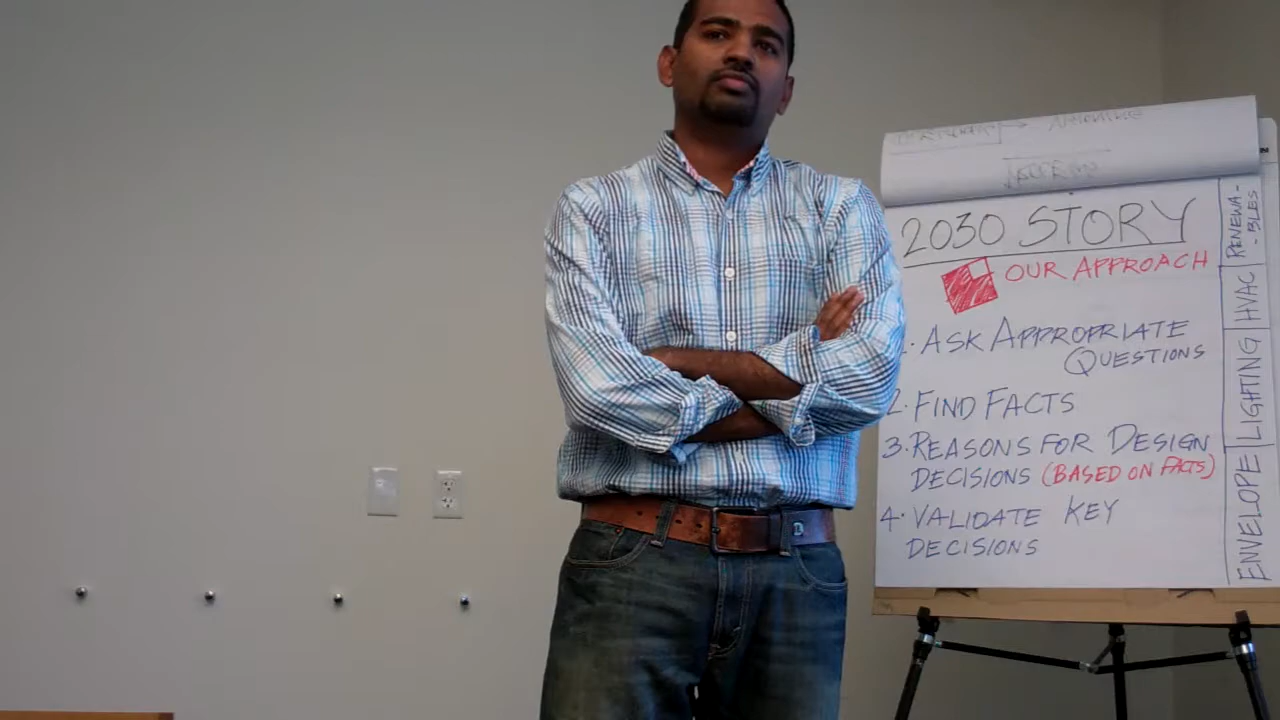 2030 STORY
OUR APPROACH
ASK APPROPRIATE
QUESTIONS
2. FIND FACTS
3. REASONS FOR DESIGN
DECISIONS (BASED ON FACTS)
4. VALIDATE KEY
DECISIONS
RENEWA-
-BLES
HVAC
LIGHTING
ENVELOPE